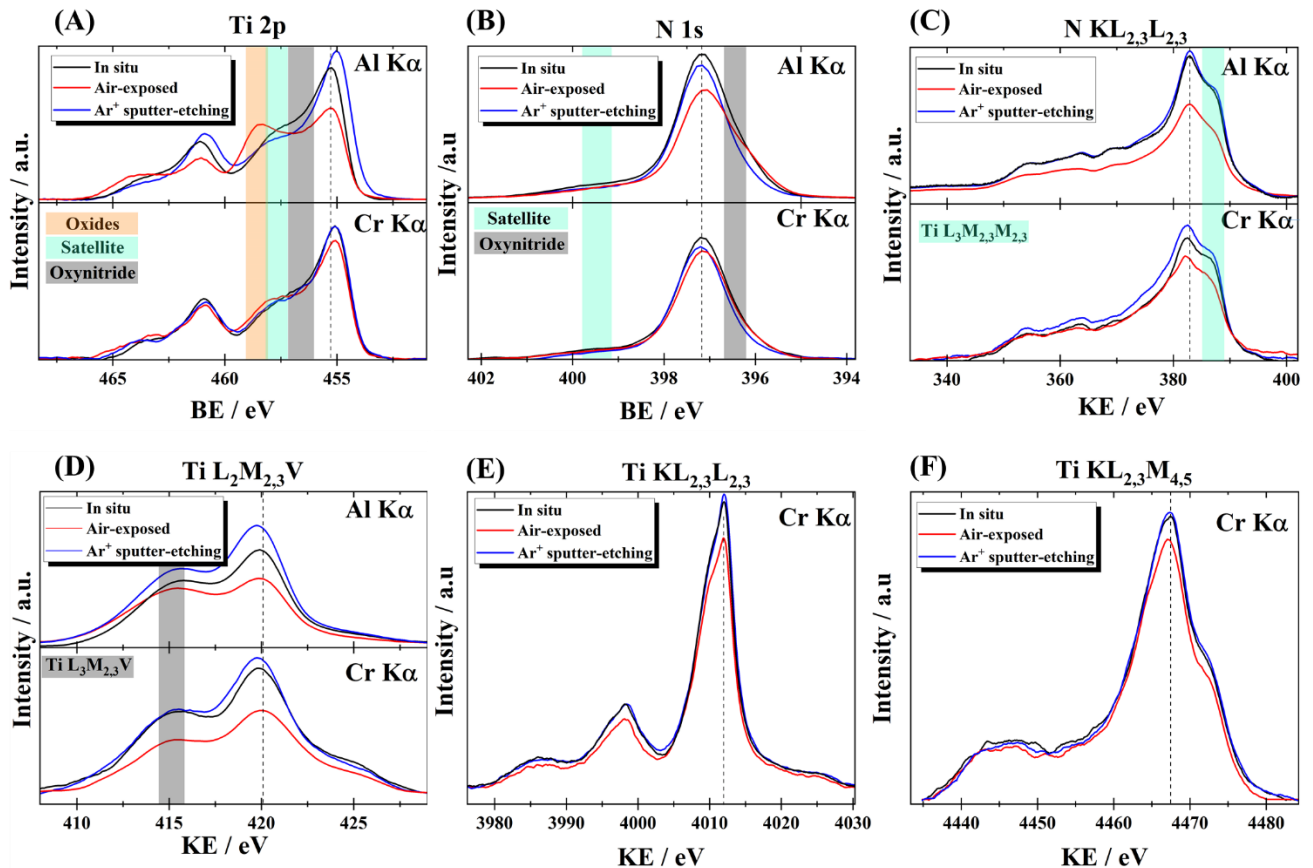 (A)
Ti 2p
In situ
Air-exposed
Ar⁺ sputter-etching
Al Kα
Oxides
Satellite
Oxynitride
Cr Kα
Intensity / a.u.
465
460
455
BE / eV
(B)
N 1s
In situ
Air-exposed
Ar⁺ sputter-etching
Al Kα
Satellite
Oxynitride
Cr Kα
Intensity / a.u.
402
400
398
396
394
BE / eV
(C)
N KL₂,₃L₂,₃
In situ
Air-exposed
Ar⁺ sputter-etching
Al Kα
Ti L₃M₂,₃M₂,₃
Cr Kα
Intensity / a.u.
340
360
380
400
KE / eV
(D)
Ti L₂M₂,₃V
In situ
Air-exposed
Ar⁺ sputter-etching
Al Kα
Ti L₃M₂,₃V
Cr Kα
Intensity / a.u
410
415
420
425
KE / eV
(E)
Ti KL₂,₃L₂,₃
In situ
Air-exposed
Ar⁺ sputter-etching
Cr Kα
Intensity / a.u.
3980
3990
4000
4010
4020
4030
KE / eV
(F)
Ti KL₂,₃M₄,₅
In situ
Air-exposed
Ar⁺ sputter-etching
Cr Kα
Intensity / a.u.
4440
4450
4460
4470
4480
KE / eV